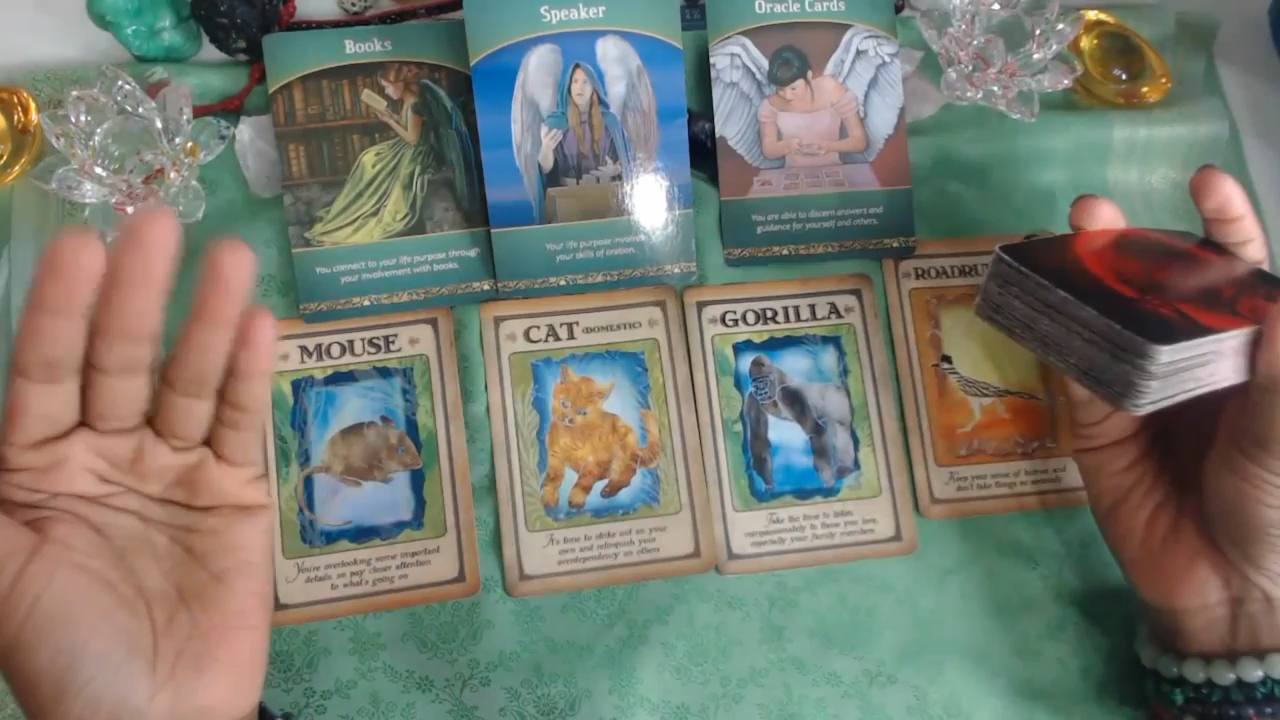 Books
You connect to your life purpose through
your involvement with books.
Speaker
Your life purpose
your skills of oration.
Oracle Cards
You are able to discern answers and
guidance for yourself and others.
MOUSE
You're overlooking some important
details so pay closer attention
to what's going on
CAT (DOMESTIC)
It's time to strike out on your
own and relinquish your
overdependency on others
GORILLA
Take the time to listen
compassionately to those you love,
especially your family members
ROADRU
Keep your sense of humor and
don't take things so seriously